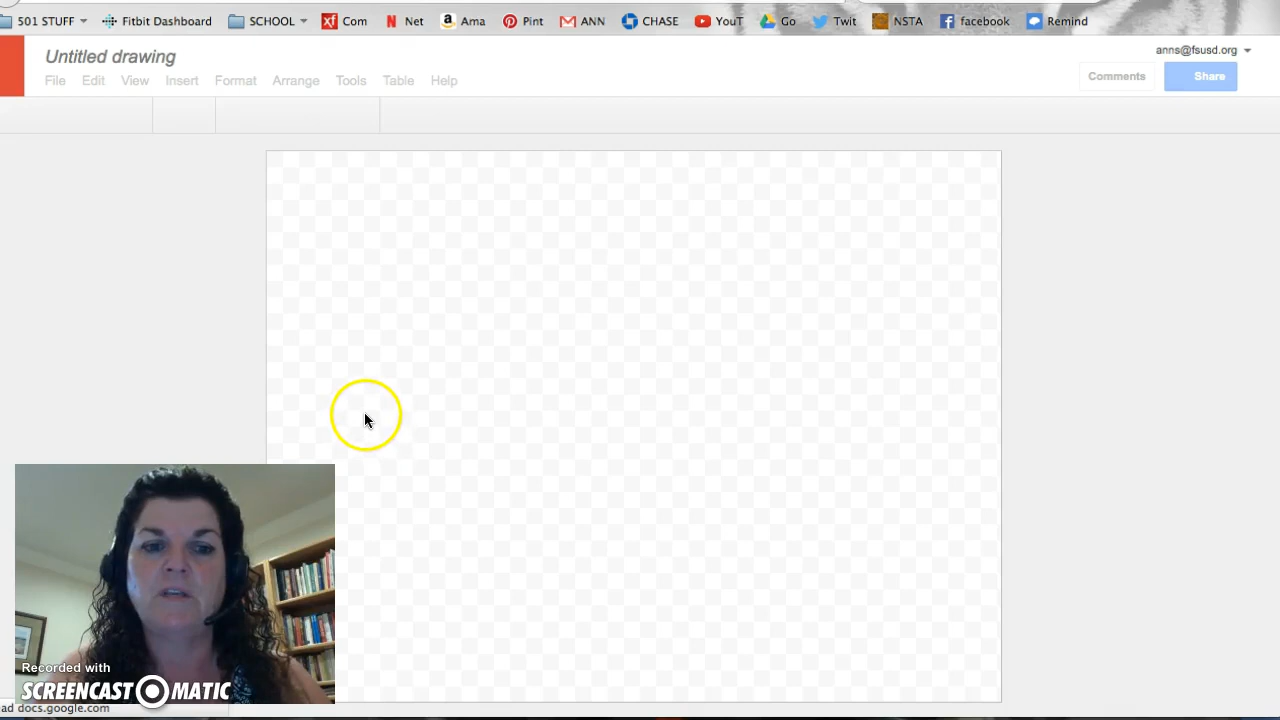 501 STUFF Fitbit Dashboard SCHOOL Com Net Ama Pint ANN CHASE YouT Go Twit NSTA facebook Remind
Untitled drawing
anns@fsusd.org
File Edit View Insert Format Arrange Tools Table Help
Comments Share
Recorded with
SCREENCAST MATIC
ad docs.google.com